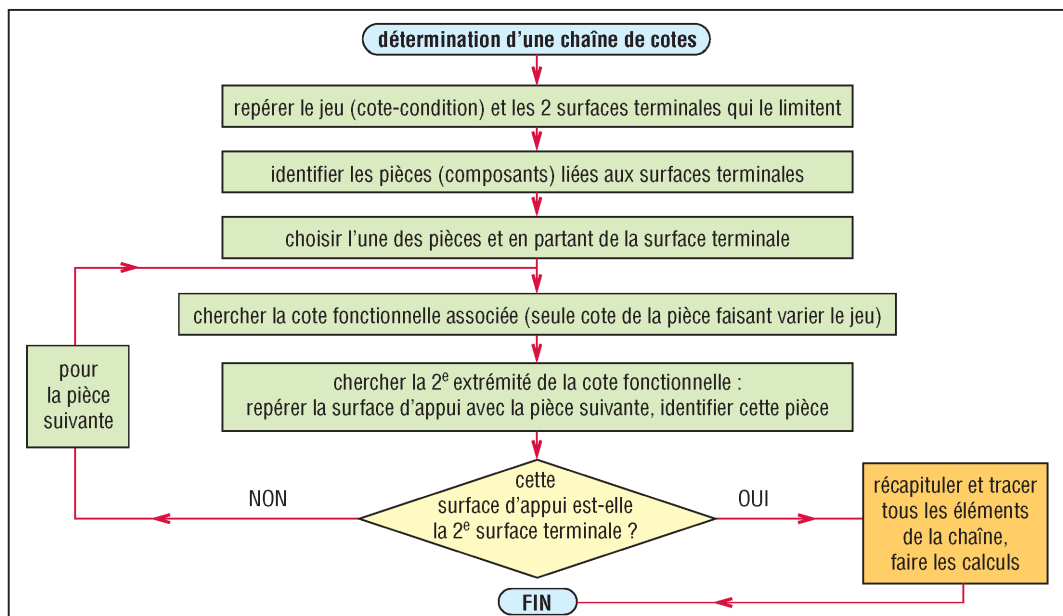 détermination d'une chaîne de cotes
repérer le jeu (cote-condition) et les 2 surfaces terminales qui le limitent
identifier les pièces (composants) liées aux surfaces terminales
choisir l'une des pièces et en partant de la surface terminale
chercher la cote fonctionnelle associée (seule cote de la pièce faisant varier le jeu)
pour
la pièce
suivante
chercher la 2e extrémité de la cote fonctionnelle :
repérer la surface d'appui avec la pièce suivante, identifier cette pièce
NON
cette
surface d'appui est-elle
la 2e surface terminale ?
OUI
récapituler et tracer
tous les éléments
de la chaîne,
faire les calculs
FIN